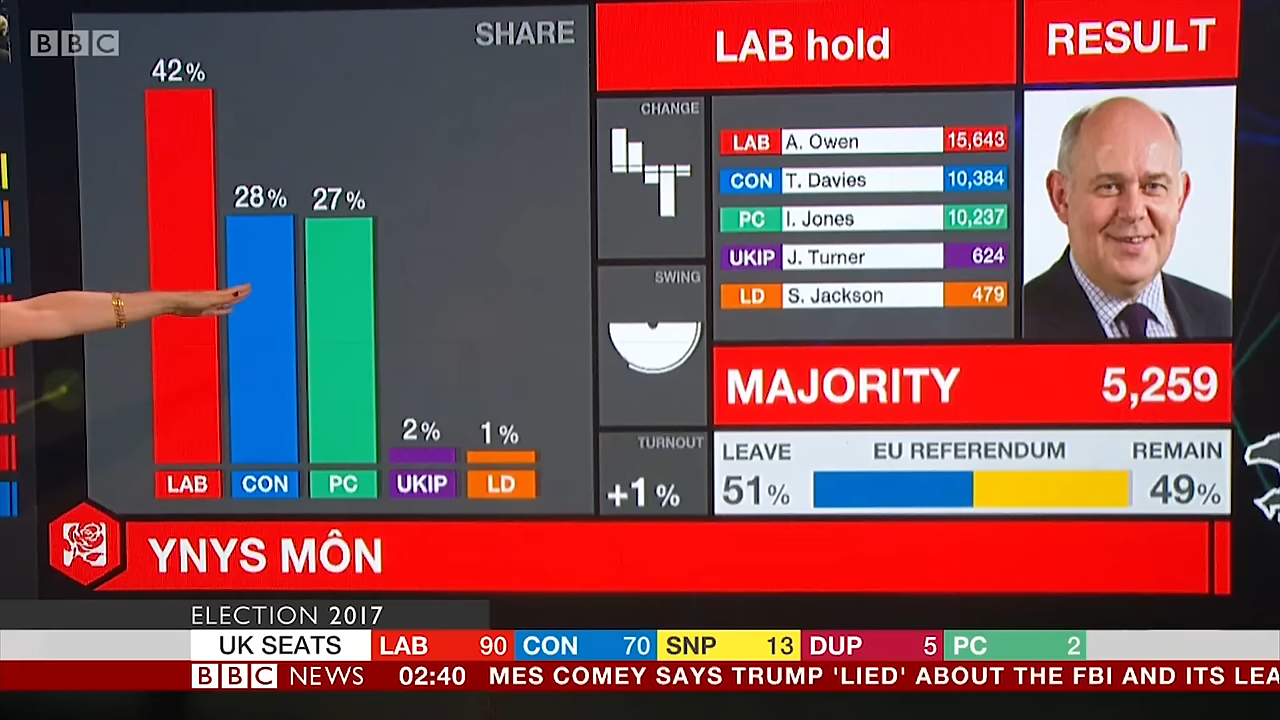 BBC
SHARE
42%
28%
27%
2%
1%
LAB
CON
PC
UKIP
LD
LAB hold
RESULT
CHANGE
LAB A. Owen 15,643
CON T. Davies 10,384
PC I. Jones 10,237
UKIP J. Turner 624
LD S. Jackson 479
SWING
MAJORITY 5,259
TURNOUT
+1%
LEAVE EU REFERENDUM REMAIN
51% 49%
YNYS MÔN
ELECTION 2017
UK SEATS LAB 90 CON 70 SNP 13 DUP 5 PC 2
BBC NEWS 02:40 MES COMEY SAYS TRUMP 'LIED' ABOUT THE FBI AND ITS LEA